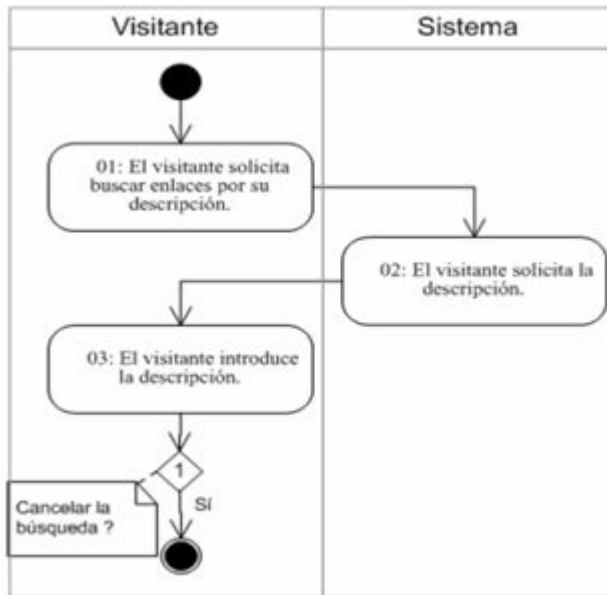 Visitante
Sistema
01: El visitante solicita
buscar enlaces por su
descripción.
02: El visitante solicita la
descripción.
03: El visitante introduce
la descripción.
1
Sí
Cancelar la
búsqueda ?